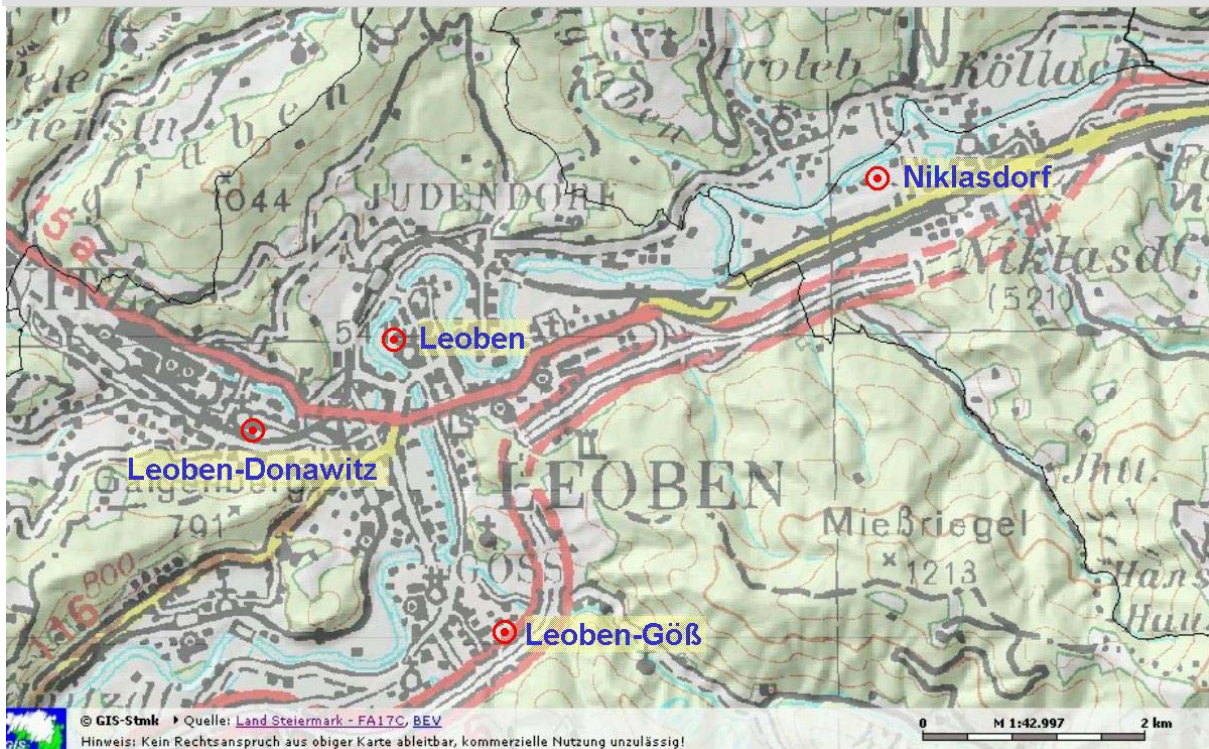 Proleb
Köllach
Niklasdorf
1044
JUDENDORF
115a
Leoben
(521)
Leoben-Donawitz
LEOBEN
Galgenberg
791
Mießriegel
1213
800
116
GÖSS
Leoben-Göß
© GIS-Stmk Quelle: Land Steiermark - FA17C, BEV
0 M 1:42.997 2 km
Hinweis: Kein Rechtsanspruch aus obiger Karte ableitbar, kommerzielle Nutzung unzulässig!